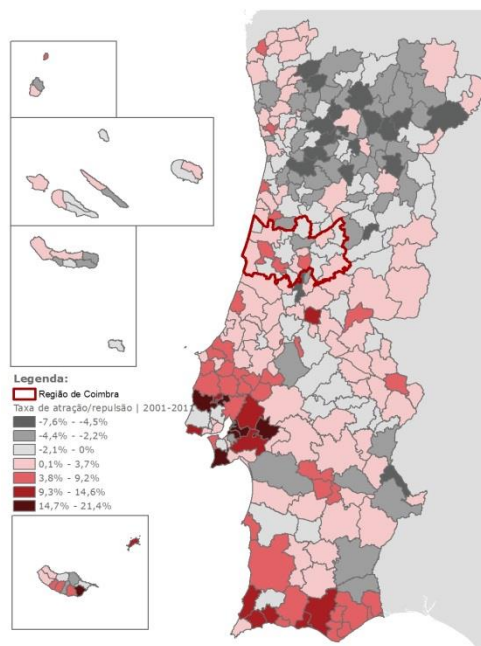 Legenda:
Região de Coimbra
Taxa de atração/repulsão | 2001-2011
-7,6% - -4,5%
-4,4% - -2,2%
-2,1% - 0%
0,1% - 3,7%
3,8% - 9,2%
9,3% - 14,6%
14,7% - 21,4%